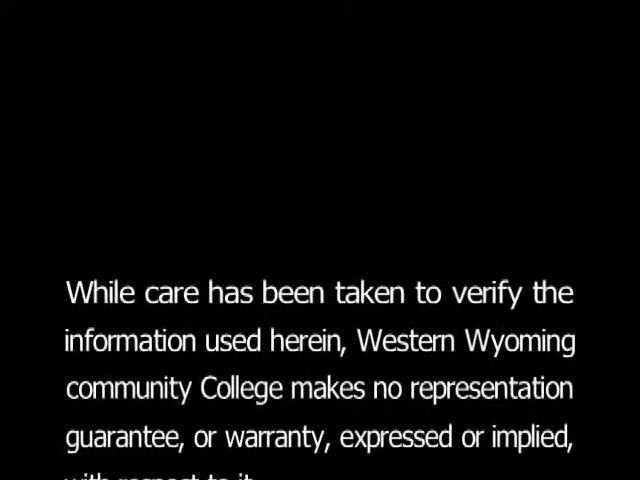 While care has been taken to verify the
information used herein, Western Wyoming
community College makes no representation
guarantee, or warranty, expressed or implied,
with respect to it